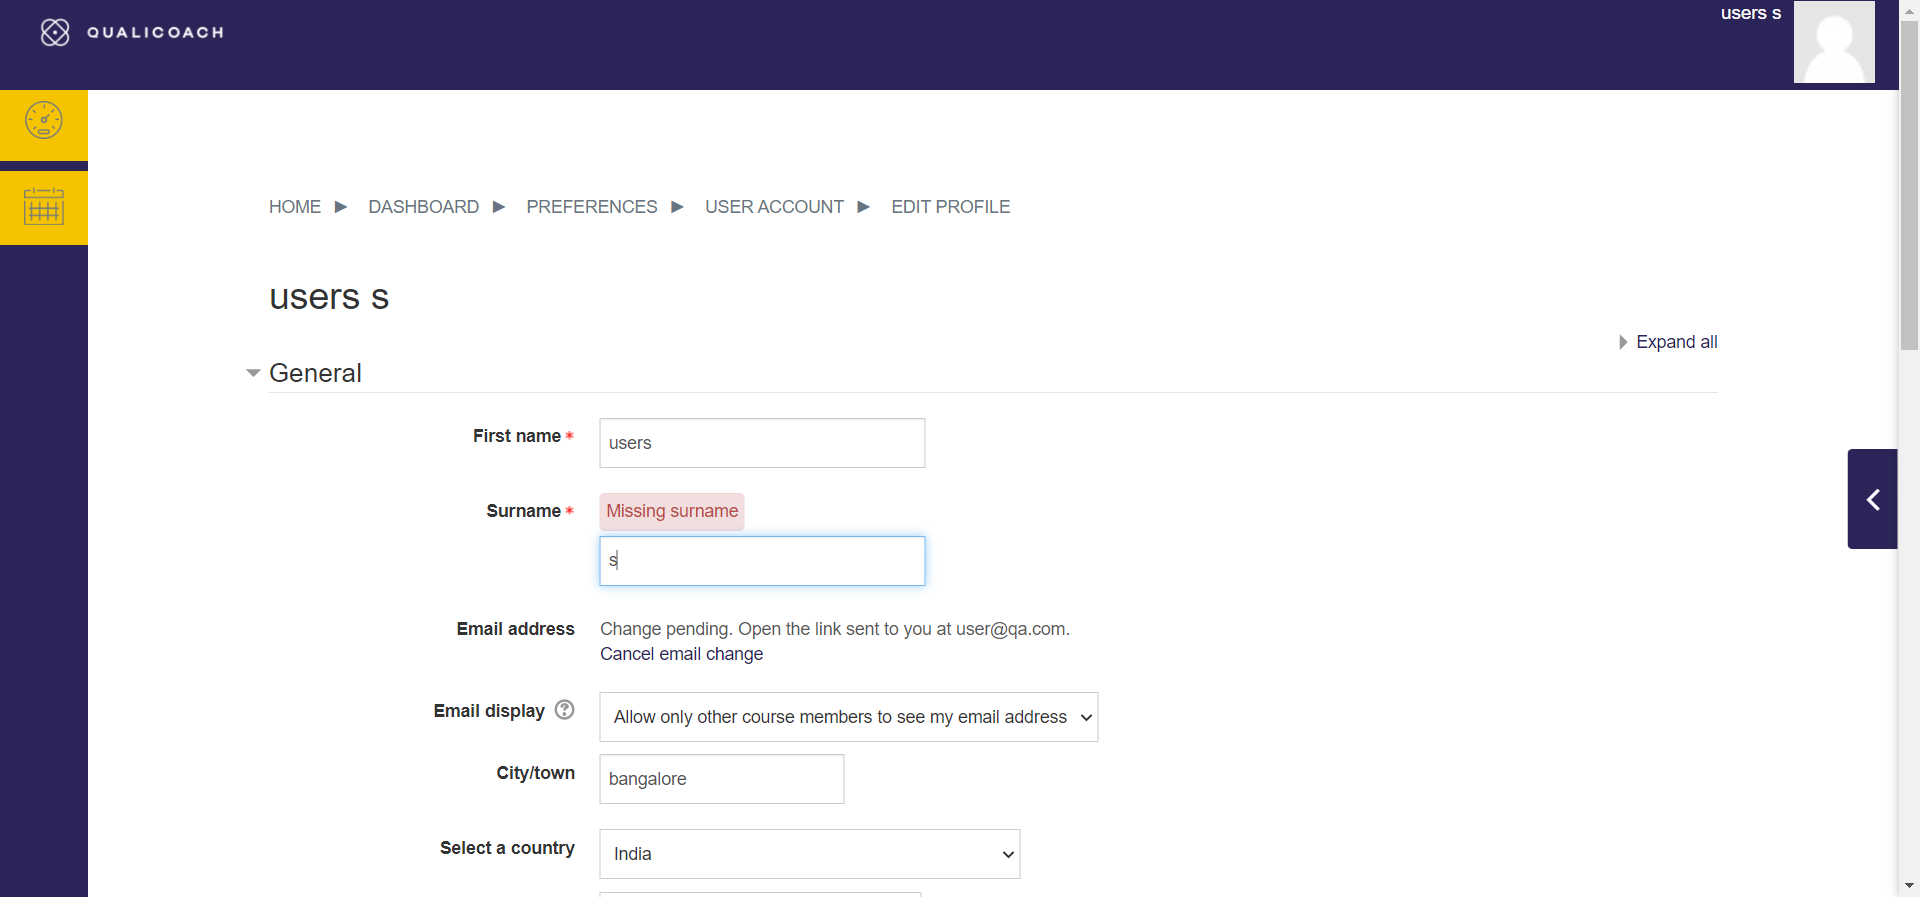 QUALICOACH
users s
HOME ▶ DASHBOARD ▶ PREFERENCES ▶ USER ACCOUNT ▶ EDIT PROFILE
users s
Expand all
General
First name *
users
Surname *
Missing surname
s
Email address
Change pending. Open the link sent to you at user@qa.com.
Cancel email change
Email display ?
Allow only other course members to see my email address
City/town
bangalore
Select a country
India